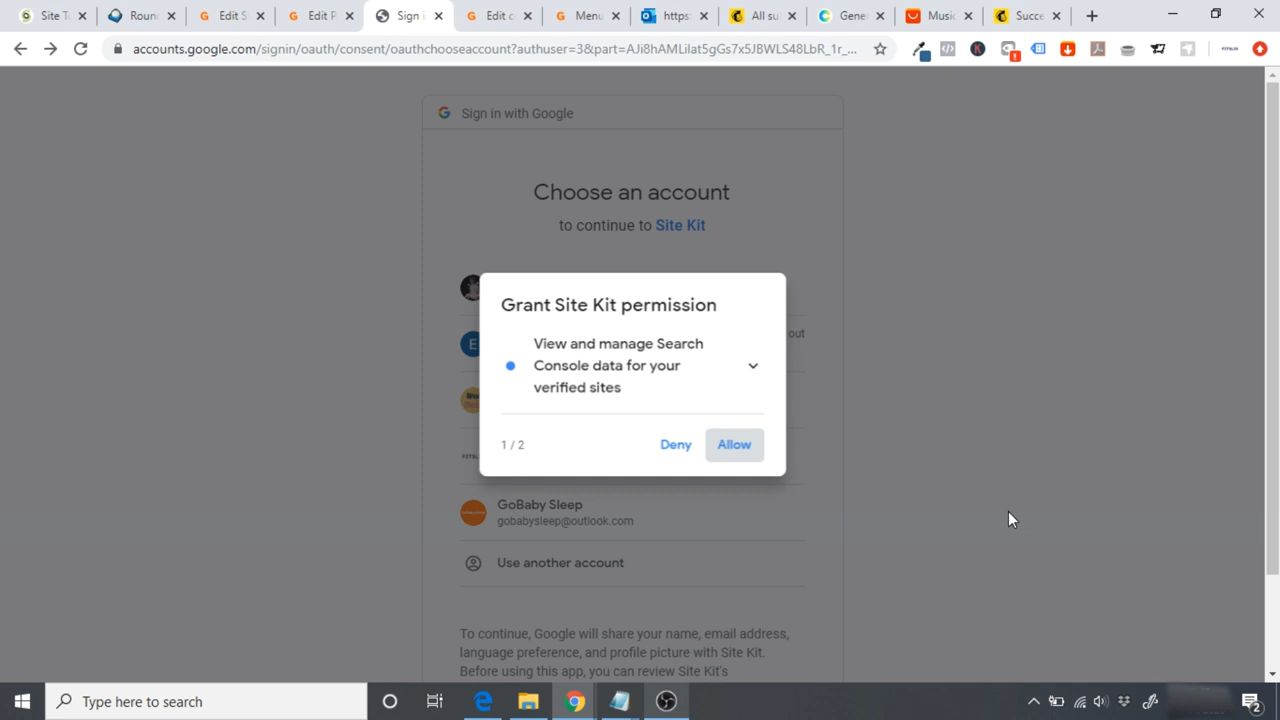 Site T
Roun
Edit S
Edit P
Sign i
Edit c
Menu
https
All su
Gene
Music
Succe
accounts.google.com/signin/oauth/consent/oauthchooseaccount?authuser=3&part=AJi8hAMLilat5gGs7x5JBWLS48LbR_1r_...
Sign in with Google
Choose an account
to continue to Site Kit
out
E
Grant Site Kit permission
View and manage Search
Console data for your
verified sites
1 / 2
Deny
Allow
GoBaby Sleep
gobabysleep@outlook.com
Use another account
To continue, Google will share your name, email address,
language preference, and profile picture with Site Kit.
Before using this app, you can review Site Kit's
Type here to search
2